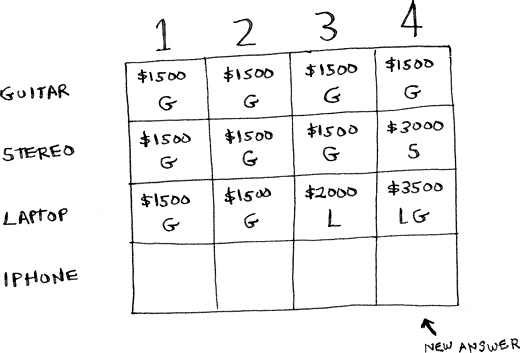 1 2 3 4
GUITAR $1500 G $1500 G $1500 G $1500 G
STEREO $1500 G $1500 G $1500 G $3000 S
LAPTOP $1500 G $1500 G $2000 L $3500 LG
IPHONE
NEW ANSWER